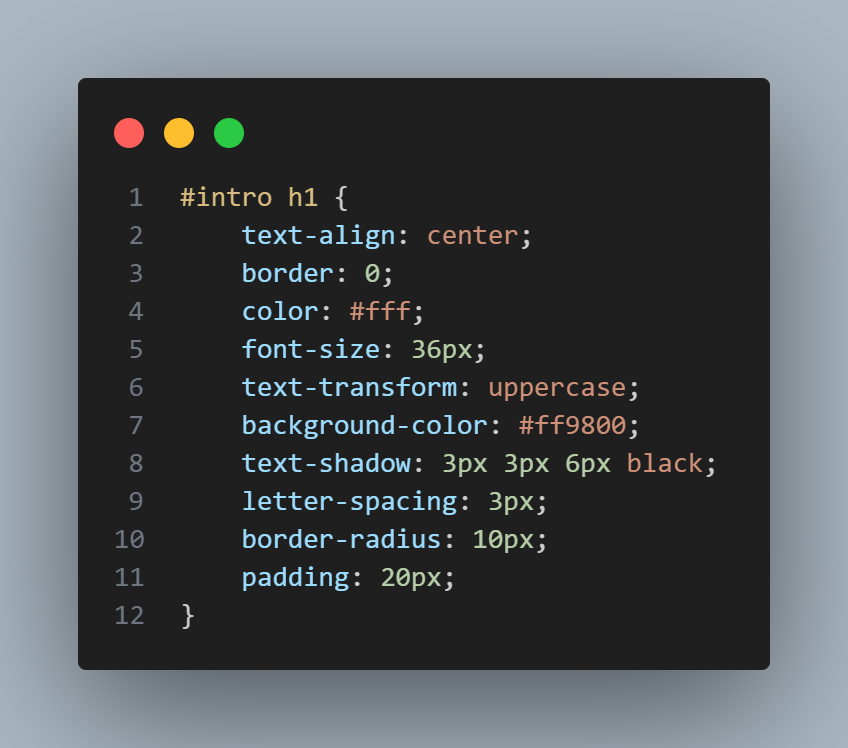 1 #intro h1 {
2     text-align: center;
3     border: 0;
4     color: #fff;
5     font-size: 36px;
6     text-transform: uppercase;
7     background-color: #ff9800;
8     text-shadow: 3px 3px 6px black;
9     letter-spacing: 3px;
10     border-radius: 10px;
11     padding: 20px;
12 }